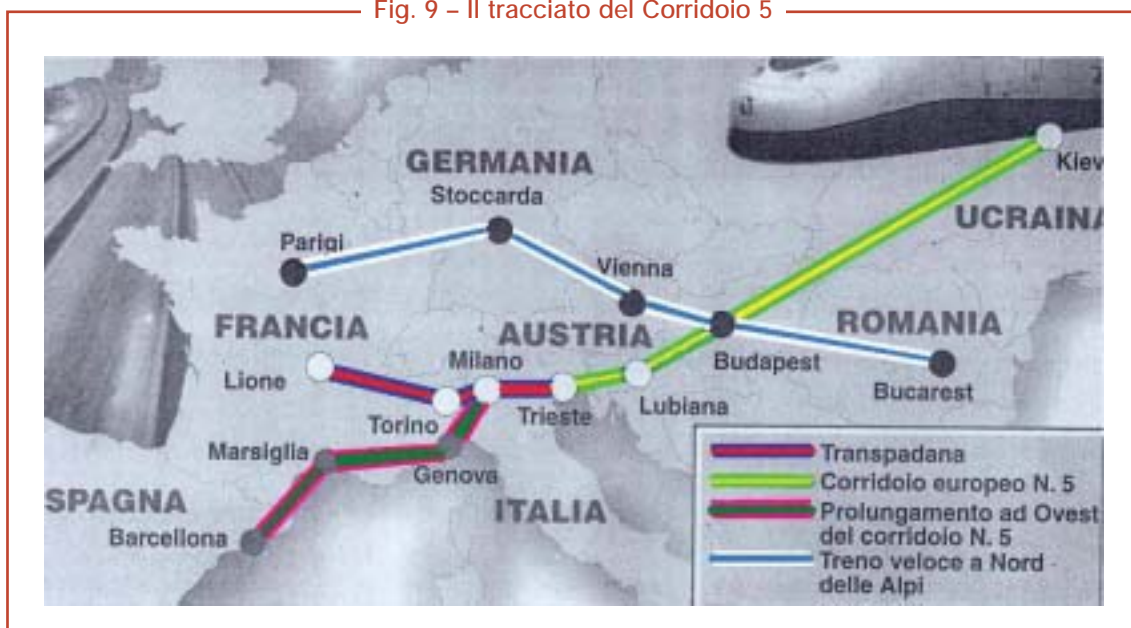 Fig. 9 – Il tracciato del Corridoio 5
GERMANIA
Stoccarda
Kiev
UCRAINA
Parigi
Vienna
FRANCIA
AUSTRIA
ROMANIA
Milano
Budapest
Lione
Bucarest
Torino
Trieste
Lubiana
Marsiglia
Genova
SPAGNA
ITALIA
Barcellona
Transpadana
Corridoio europeo N. 5
Prolungamento ad Ovest
del corridoio N. 5
Treno veloce a Nord
delle Alpi